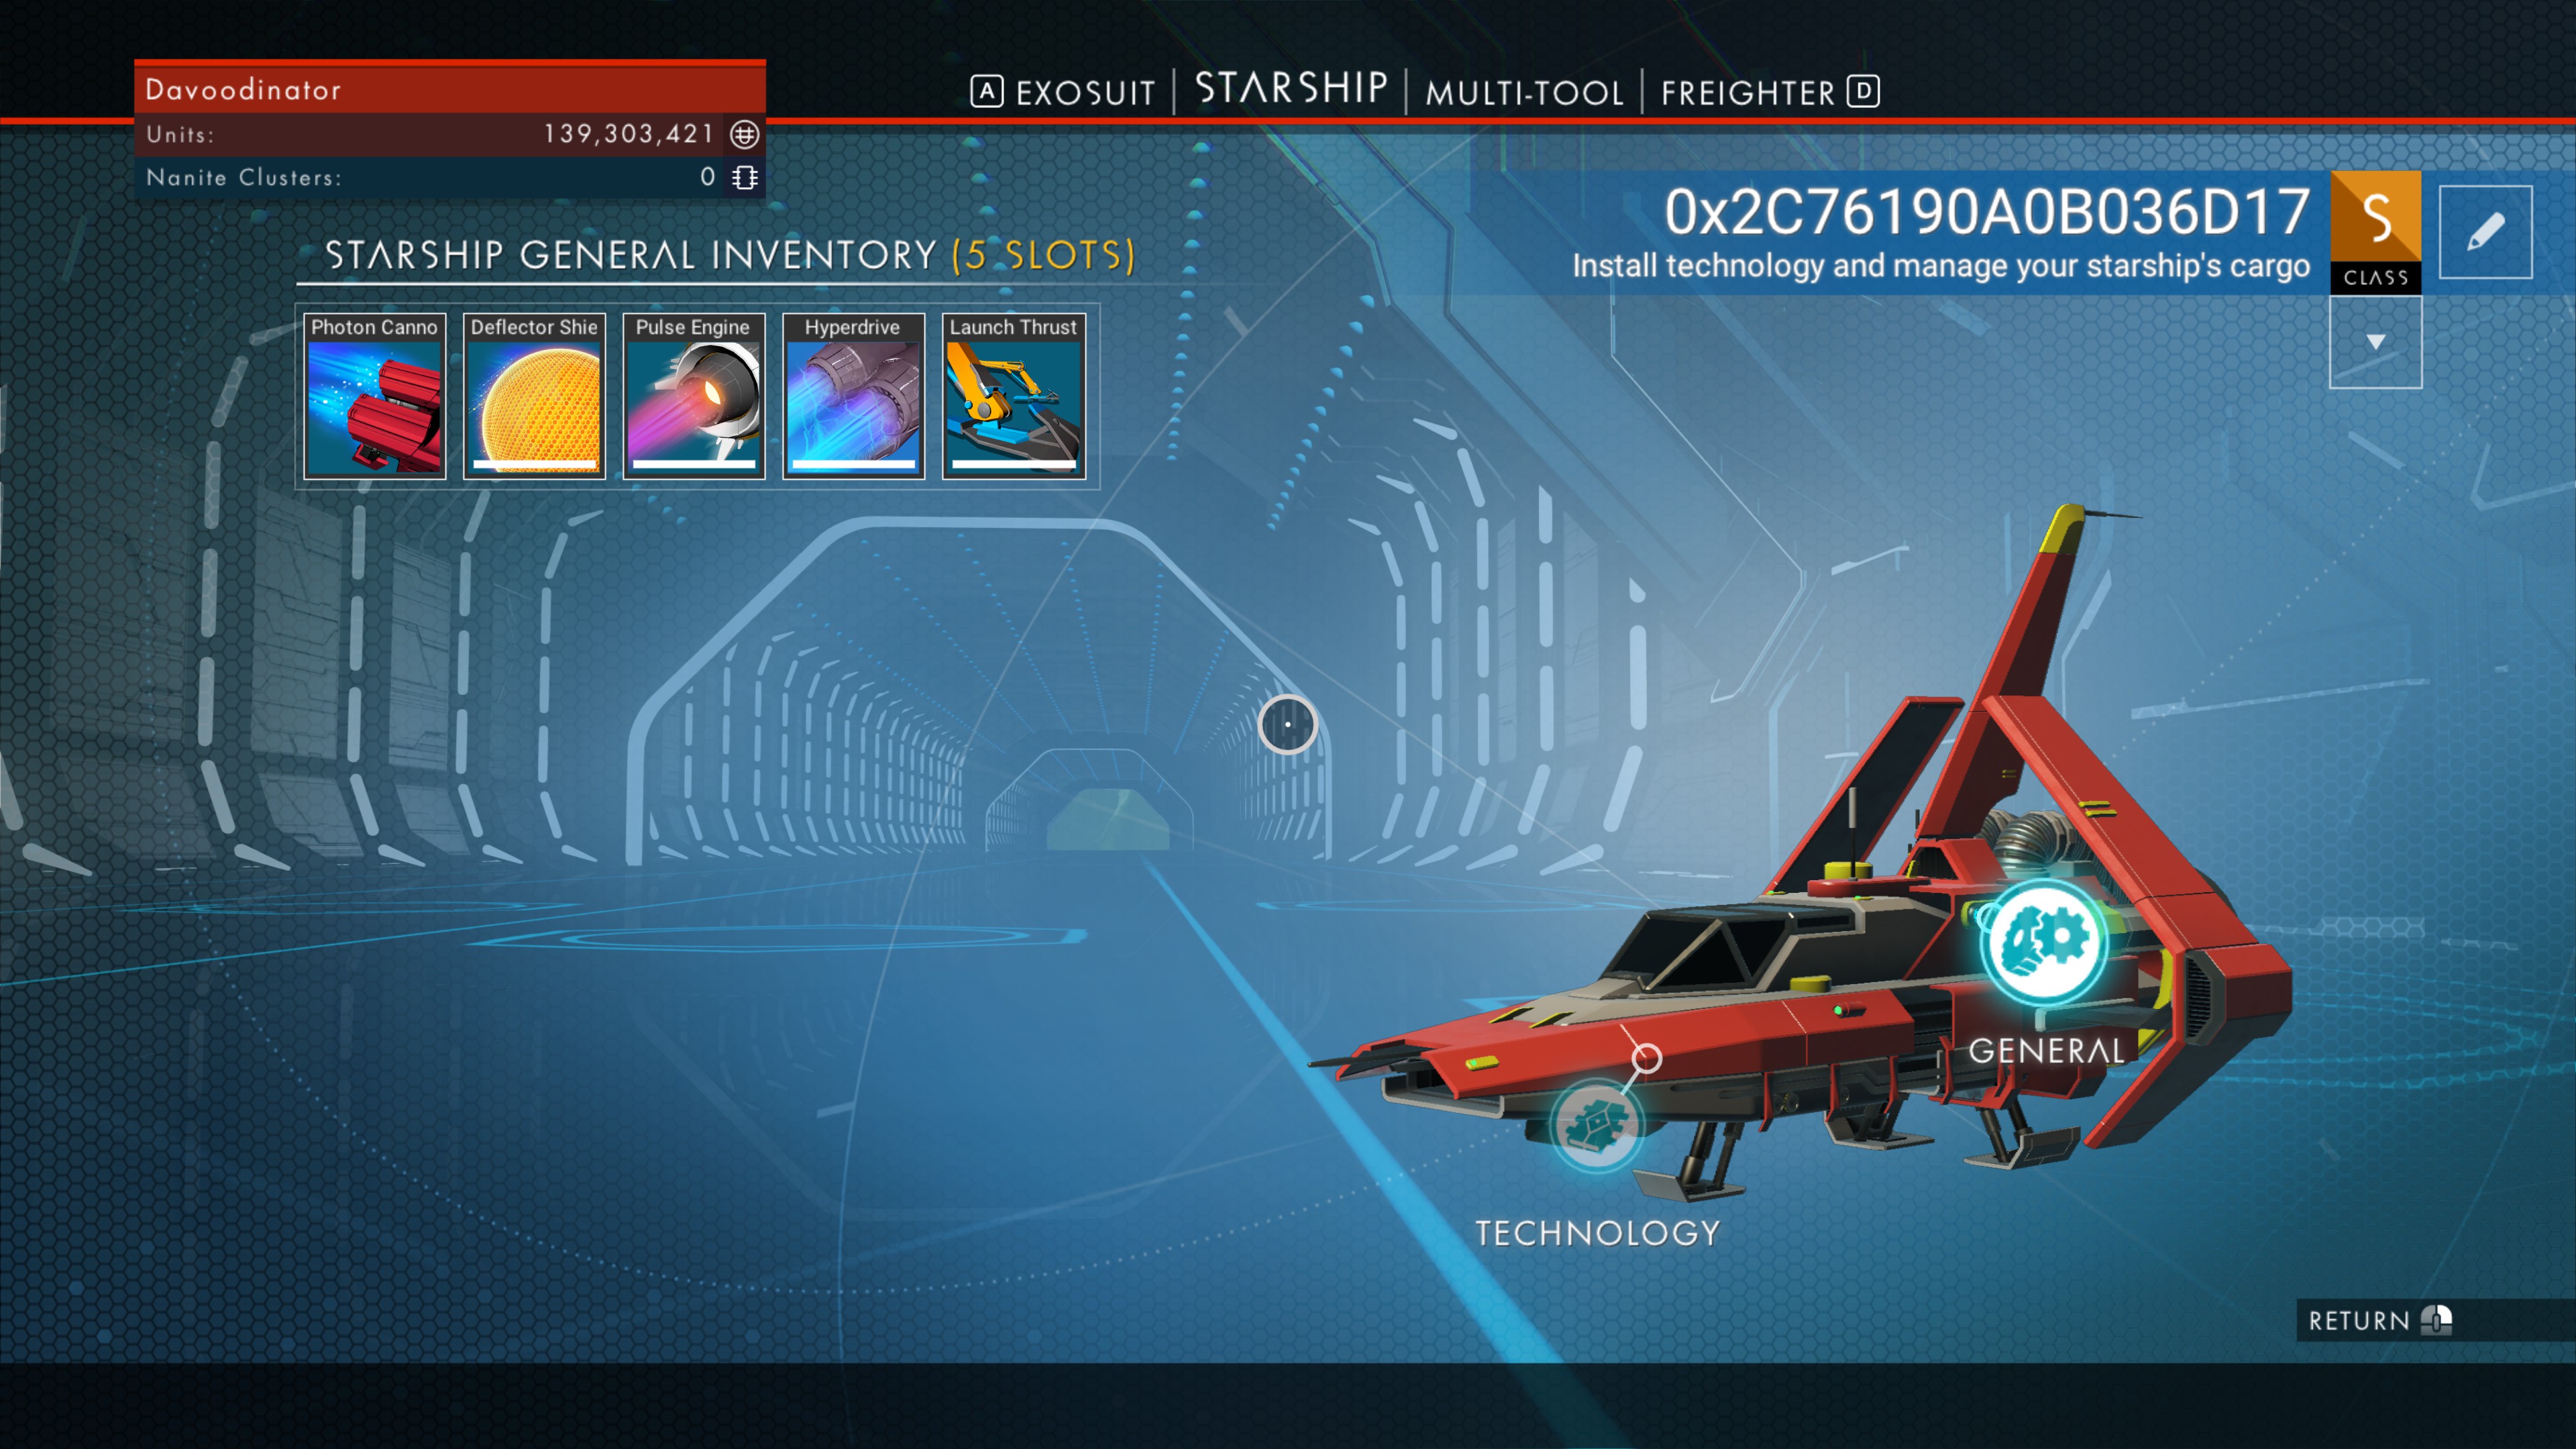 Davoodinator
Units: 139,303,421
Nanite Clusters: 0
A EXOSUIT STARSHIP MULTI-TOOL FREIGHTER D
0x2C76190A0B036D17
Install technology and manage your starship's cargo
S
CLASS
STARSHIP GENERAL INVENTORY (5 SLOTS)
Photon Canno Deflector Shie Pulse Engine Hyperdrive Launch Thrust
GENERAL
TECHNOLOGY
RETURN